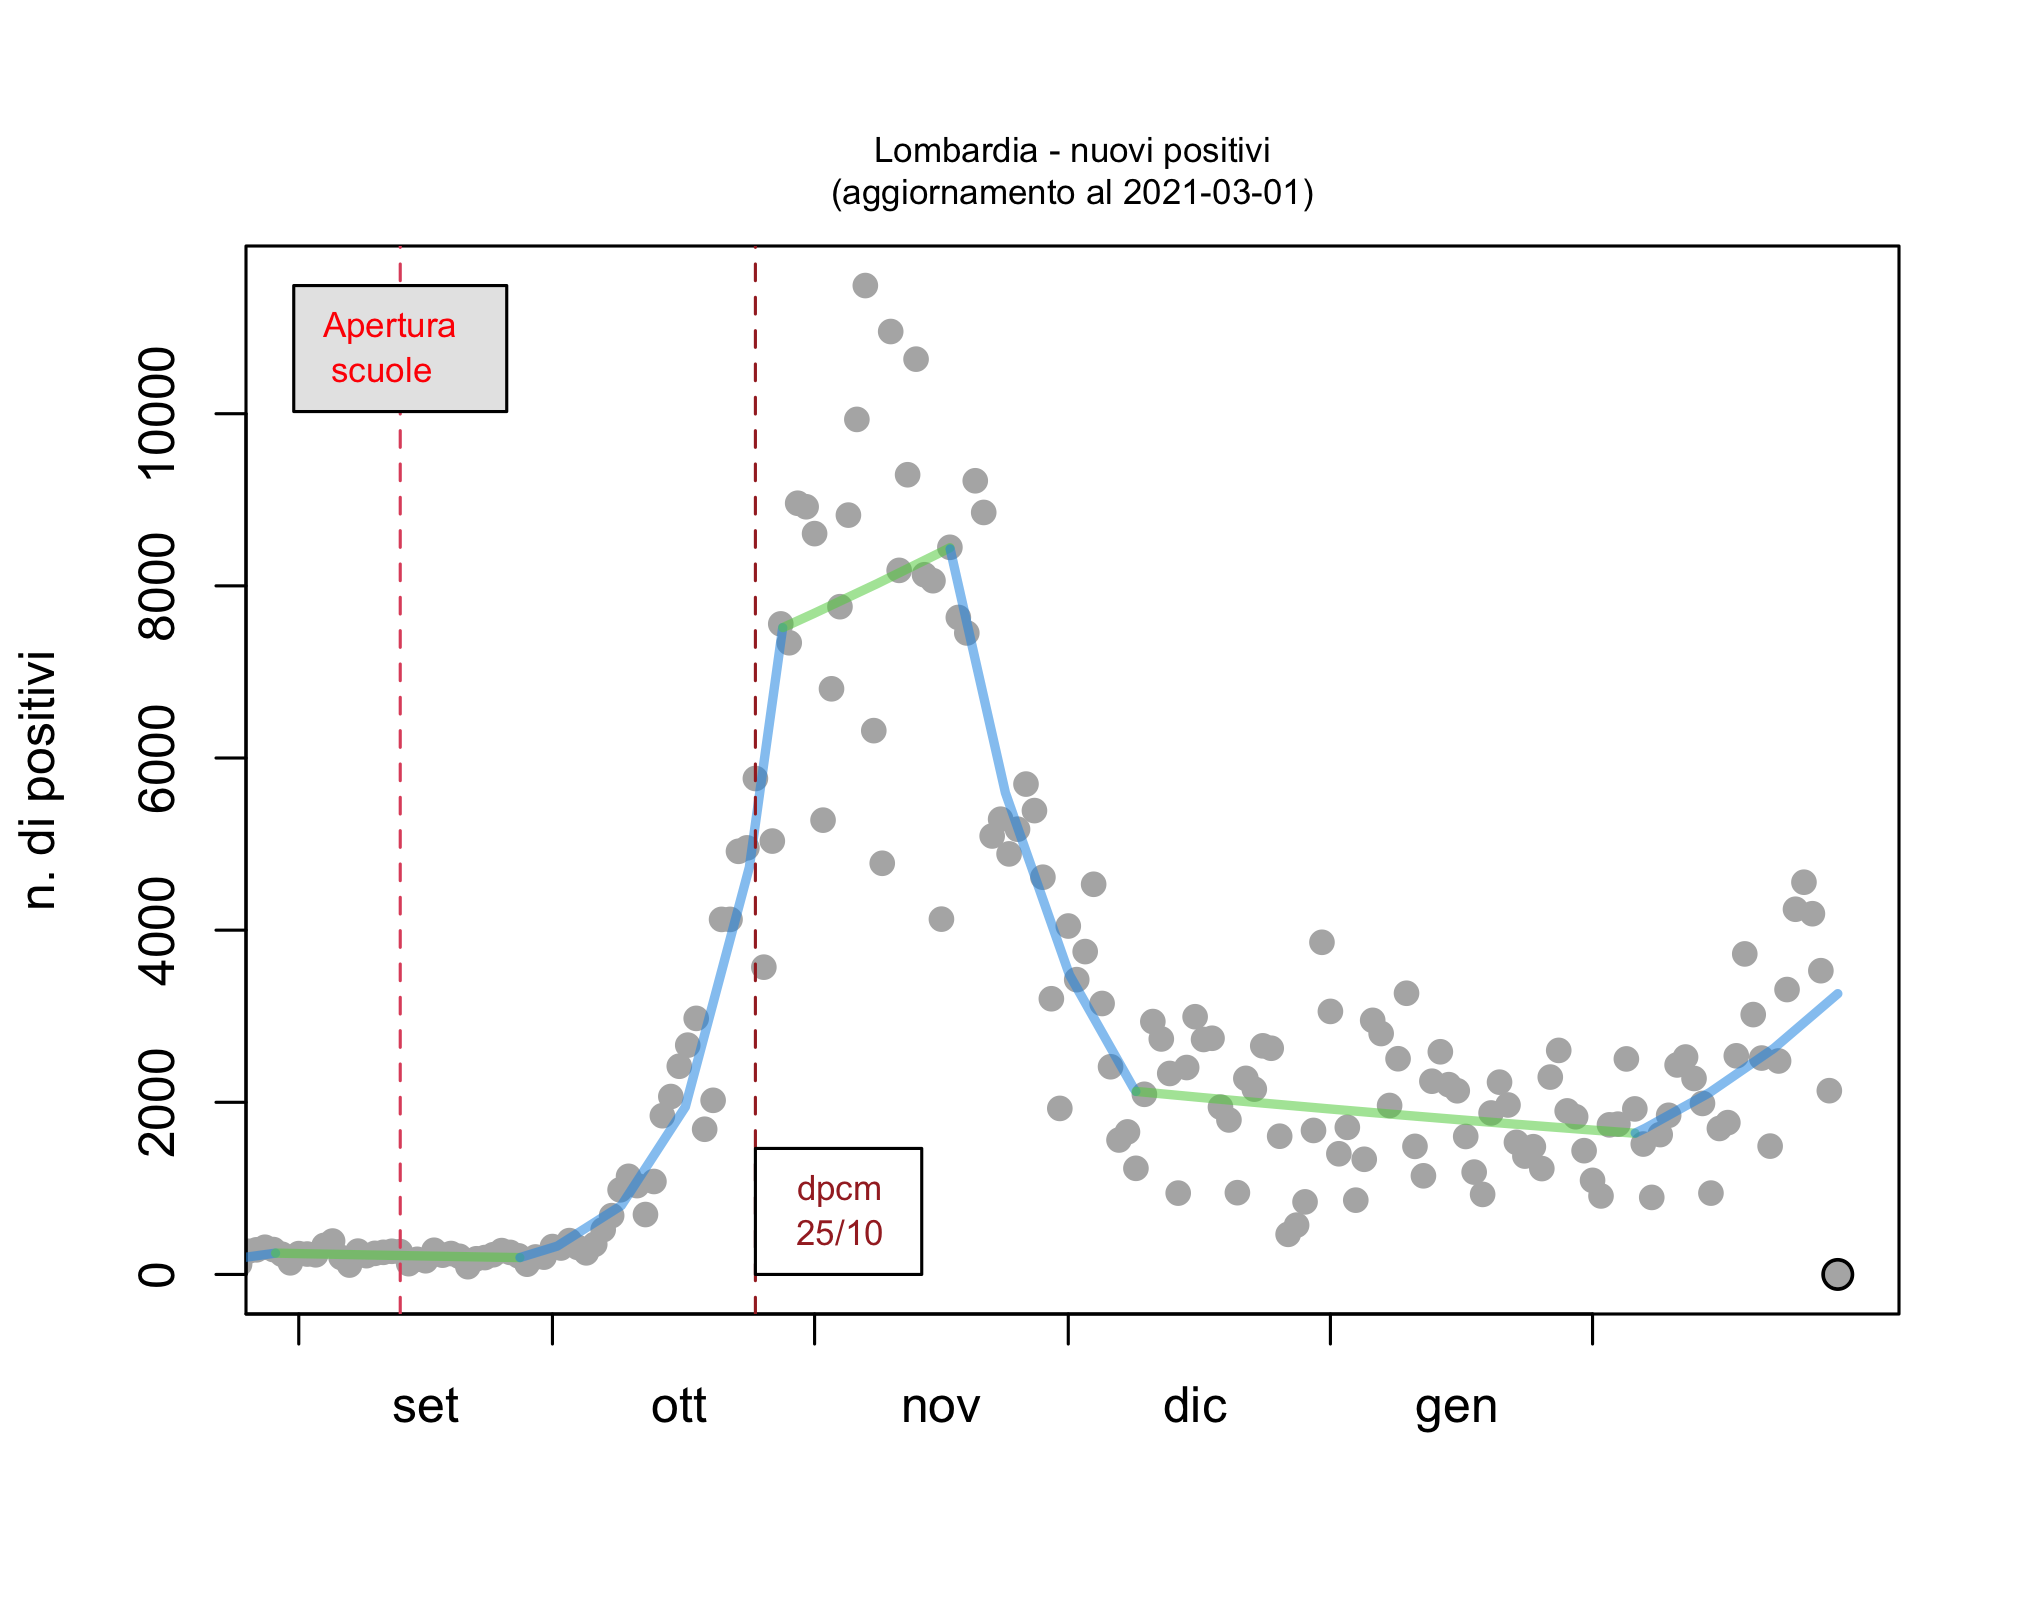 Lombardia - nuovi positivi
(aggiornamento al 2021-03-01)
Apertura
scuole
10000
8000
6000
4000
2000
0
n. di positivi
dpcm
25/10
set
ott
nov
dic
gen